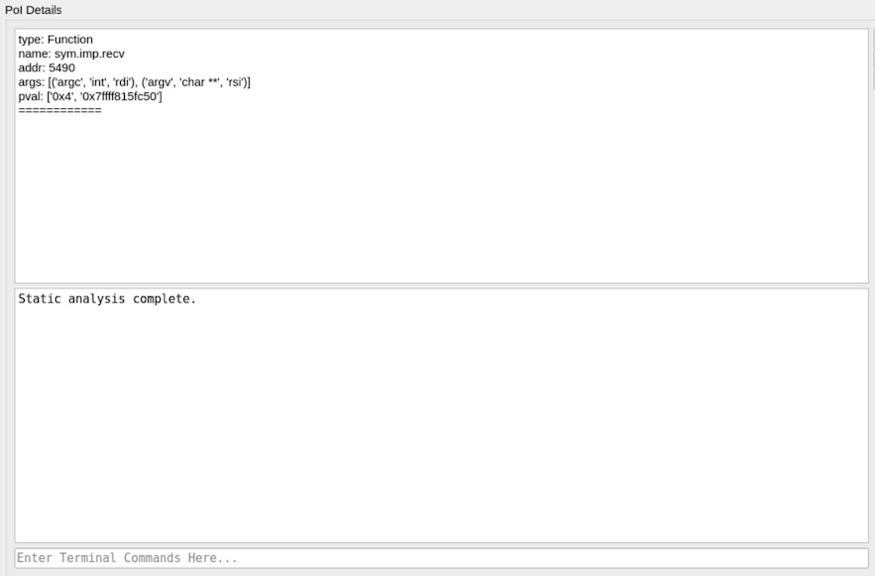 PoI Details
type: Function
name: sym.imp.recv
addr: 5490
args: [('argc', 'int', 'rdi'), ('argv', 'char **', 'rsi')]
pval: ['0x4', '0x7ffff815fc50']
============
Static analysis complete.
Enter Terminal Commands Here...